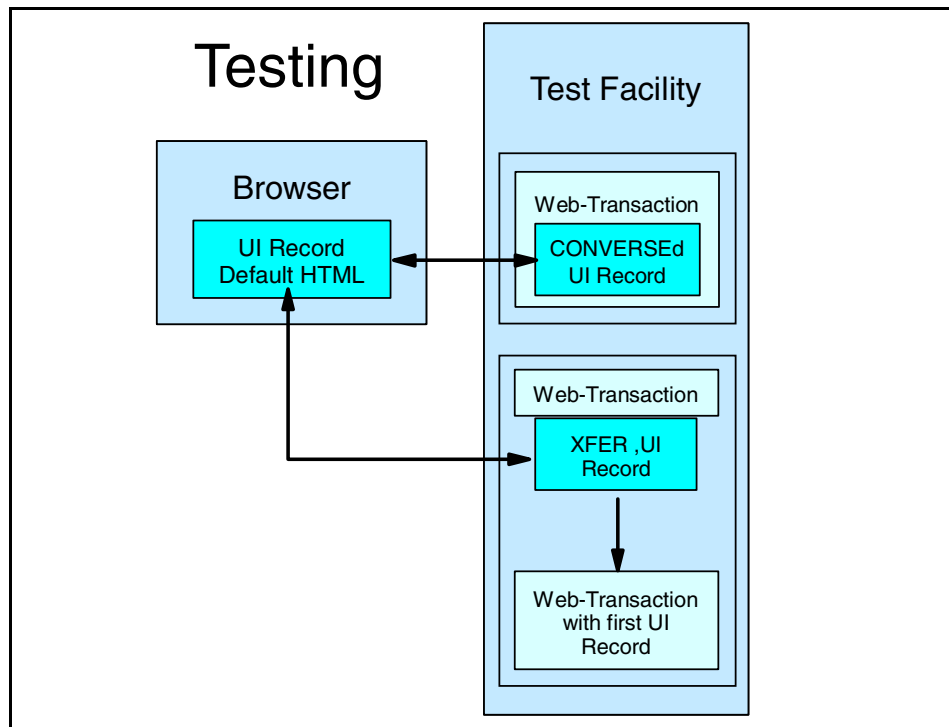 Testing
Test Facility
Browser
UI Record
Default HTML
Web-Transaction
CONVERSEd
UI Record
Web-Transaction
XFER ,UI
Record
Web-Transaction
with first UI
Record